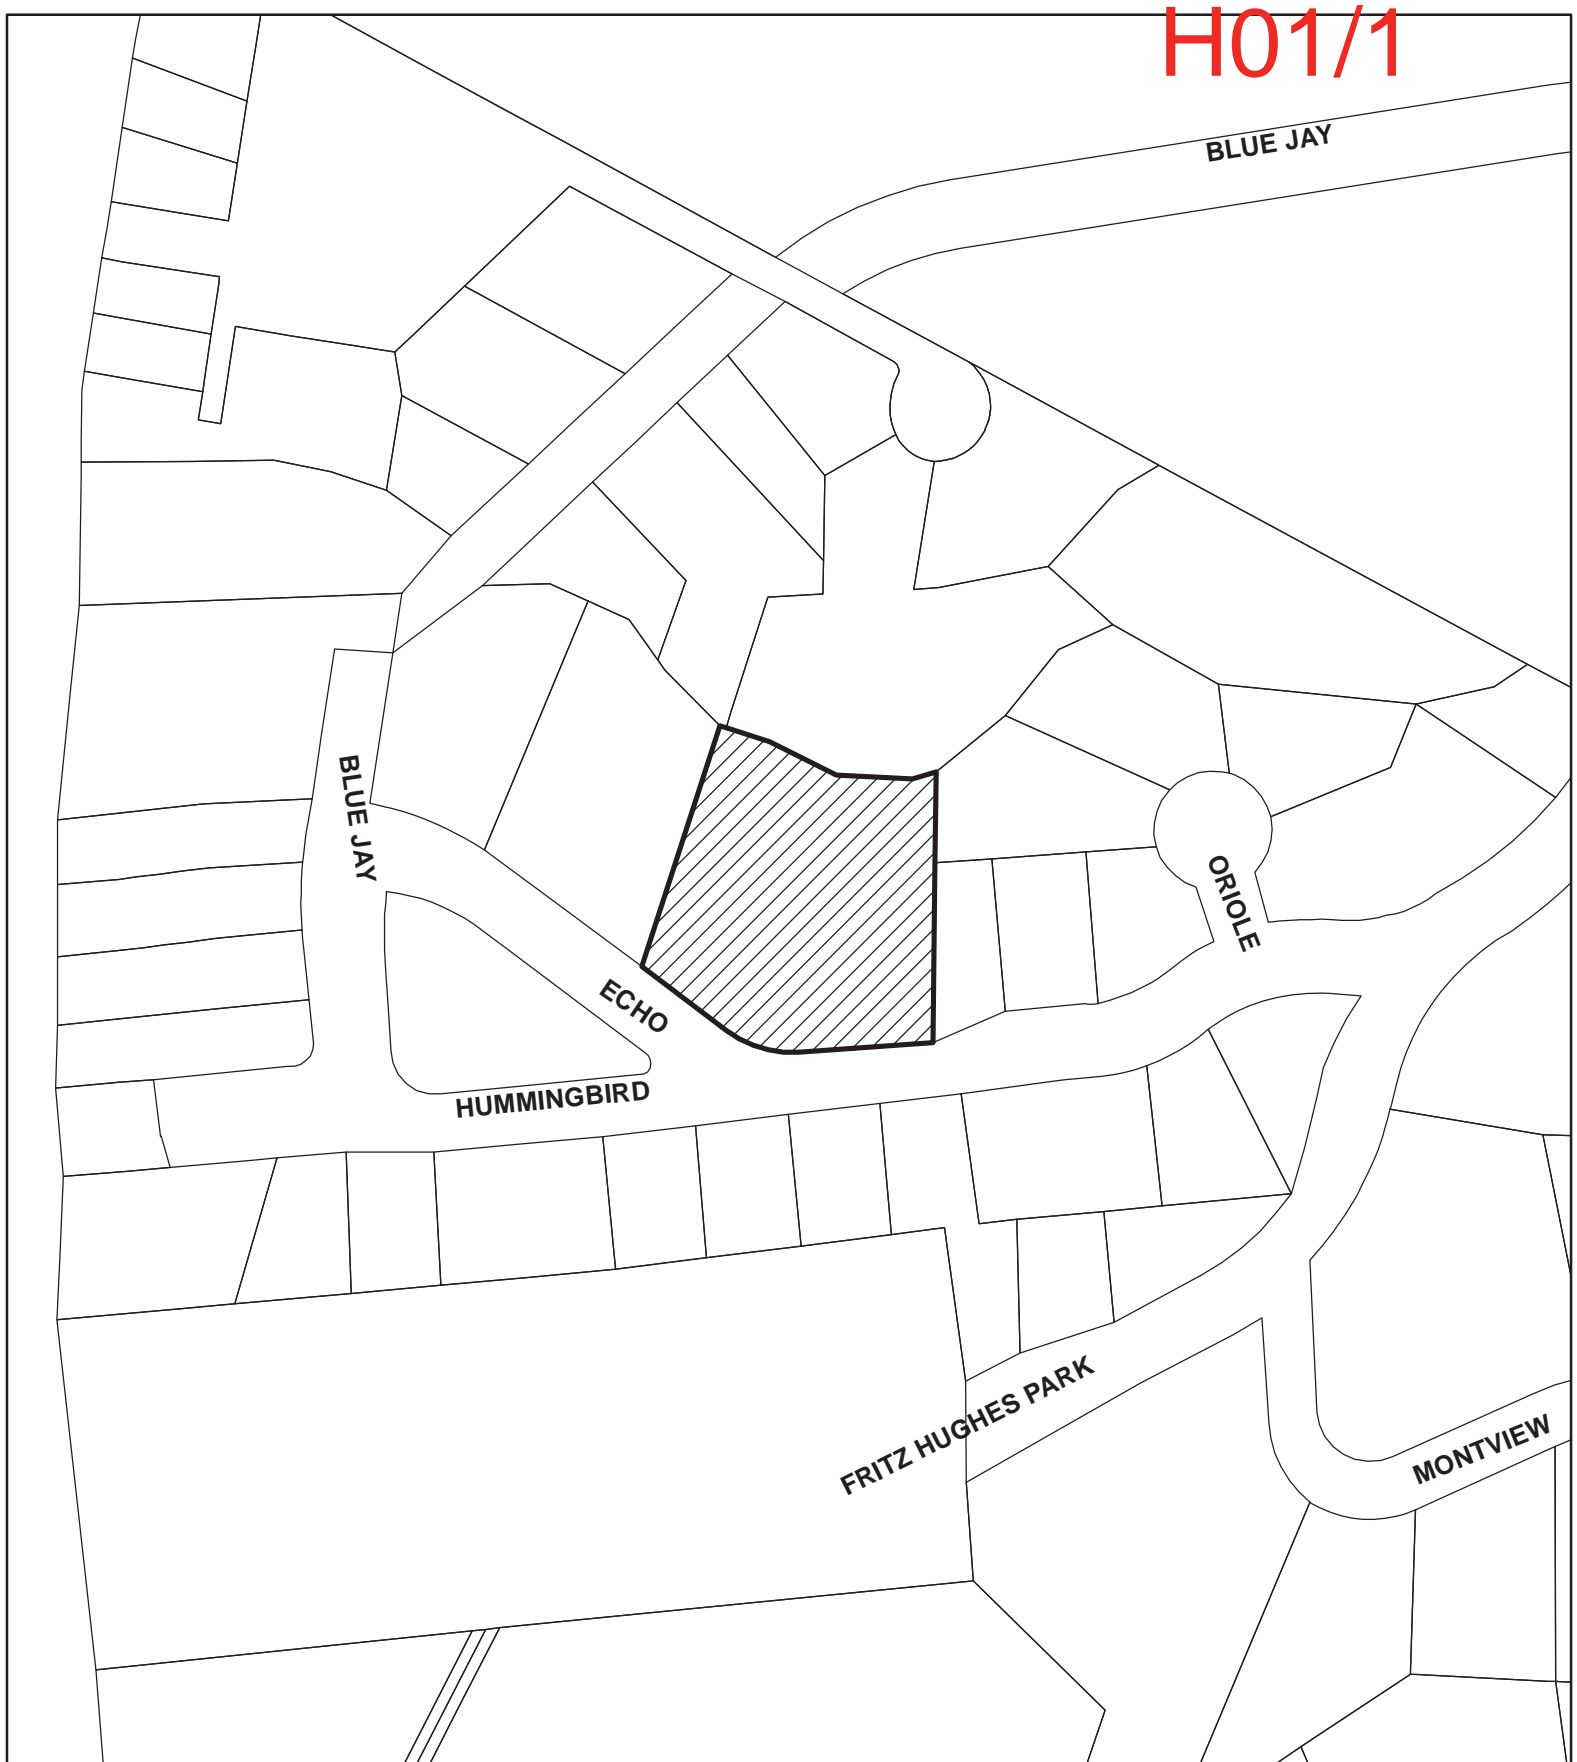 H01/1
BLUE JAY
BLUE JAY
ORIOLE
ECHO
HUMMINGBIRD
FRITZ HUGHES PARK
MONTVIEW